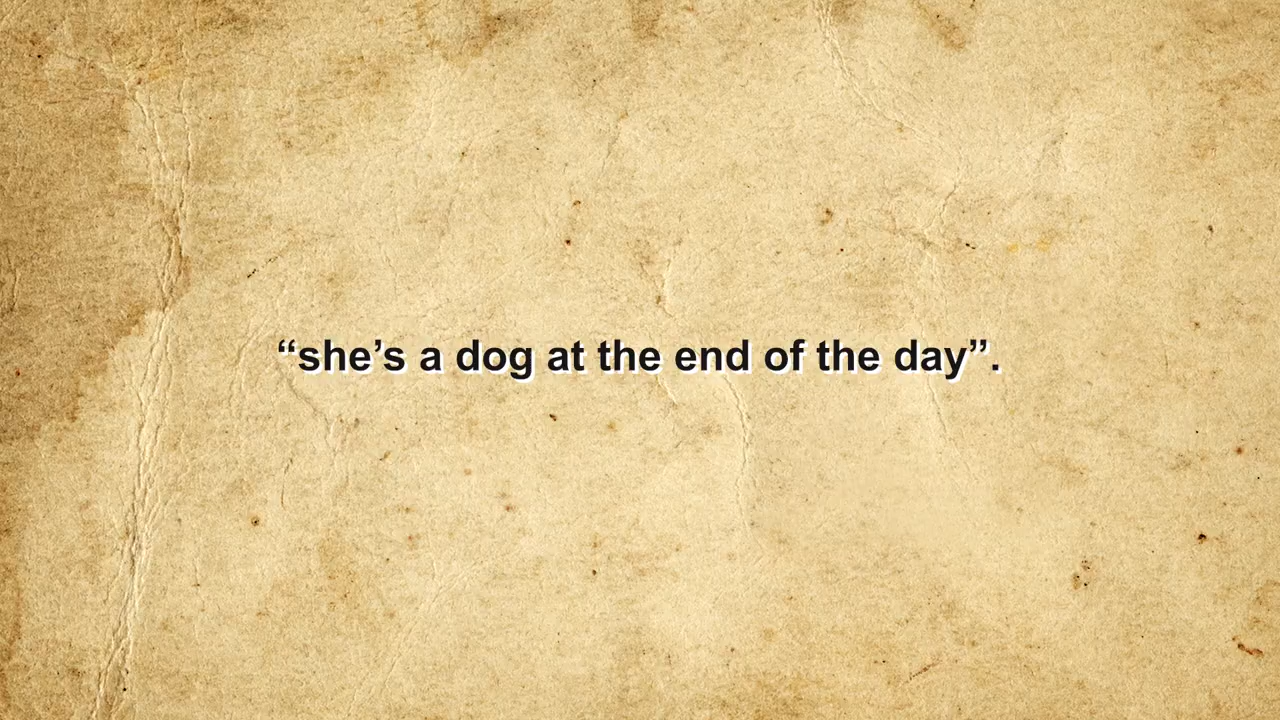 “she’s a dog at the end of the day”.